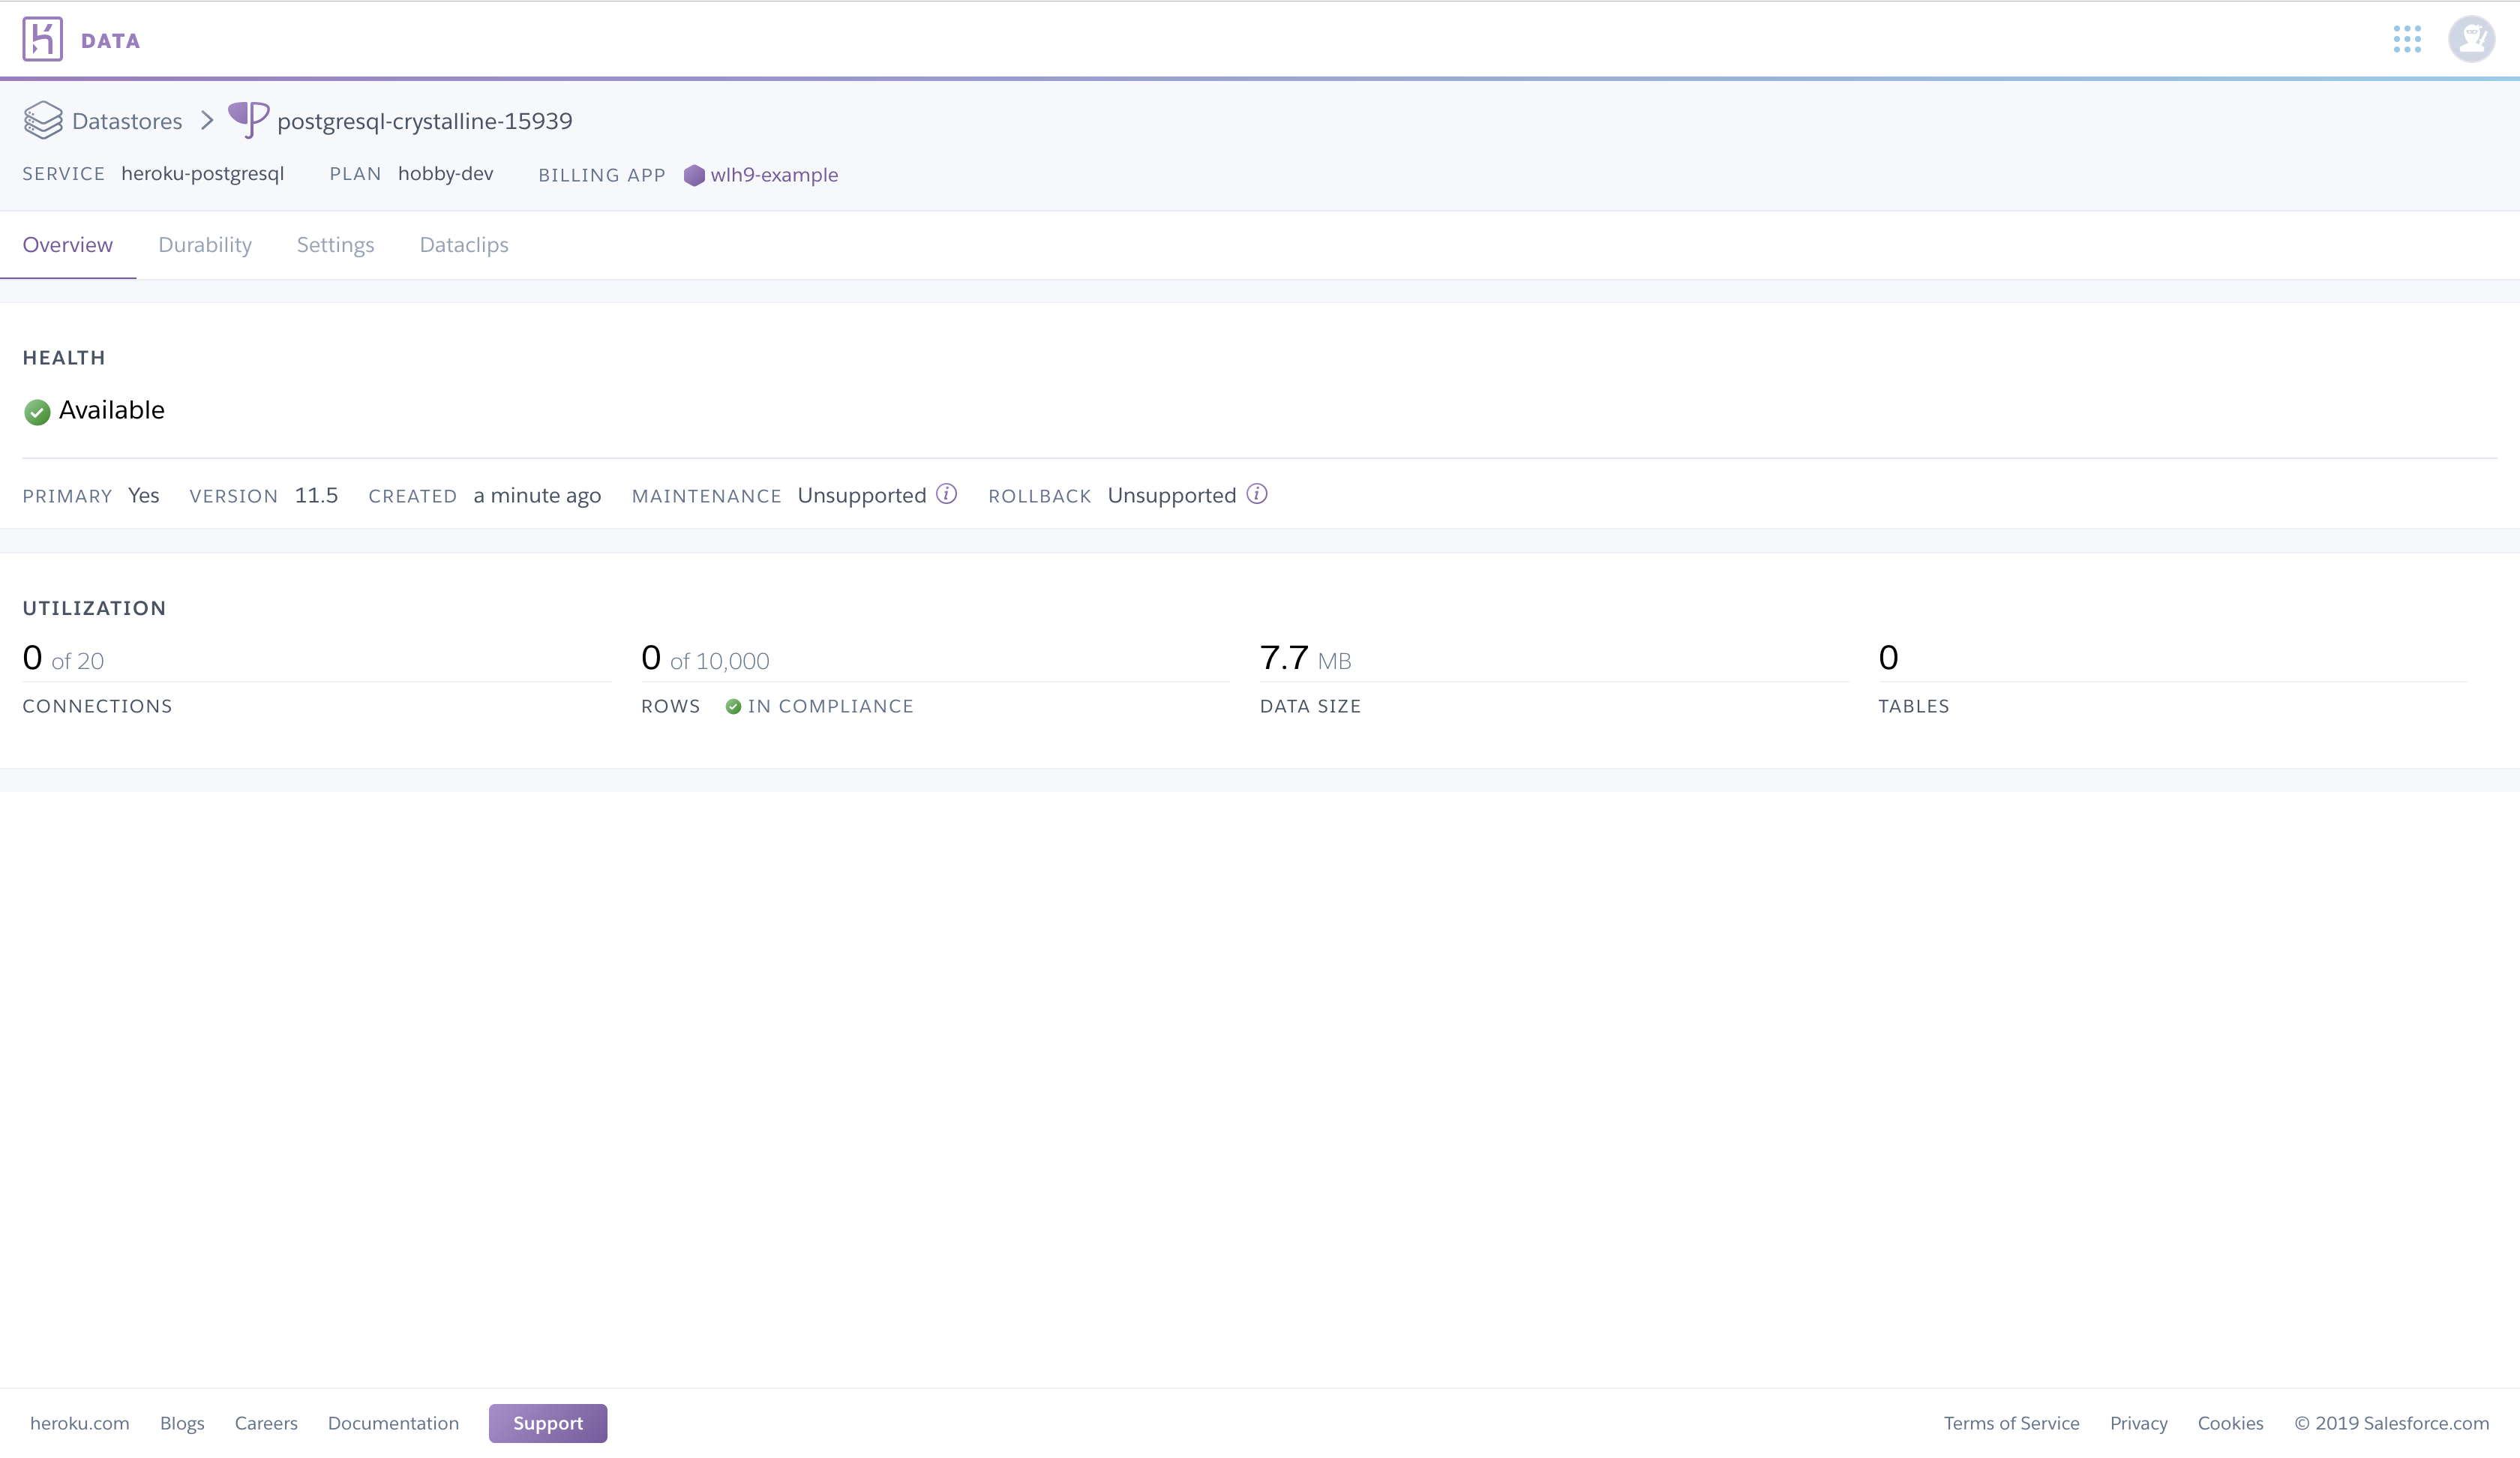 DATA
Datastores postgresql-crystalline-15939
SERVICE heroku-postgresql PLAN hobby-dev BILLING APP wlh9-example
Overview Durability Settings Dataclips
HEALTH
Available
PRIMARY Yes VERSION 11.5 CREATED a minute ago MAINTENANCE Unsupported ROLLBACK Unsupported
UTILIZATION
0 of 20 0 of 10,000 7.7 MB 0
CONNECTIONS ROWS IN COMPLIANCE DATA SIZE TABLES
heroku.com Blogs Careers Documentation Support Terms of Service Privacy Cookies © 2019 Salesforce.com